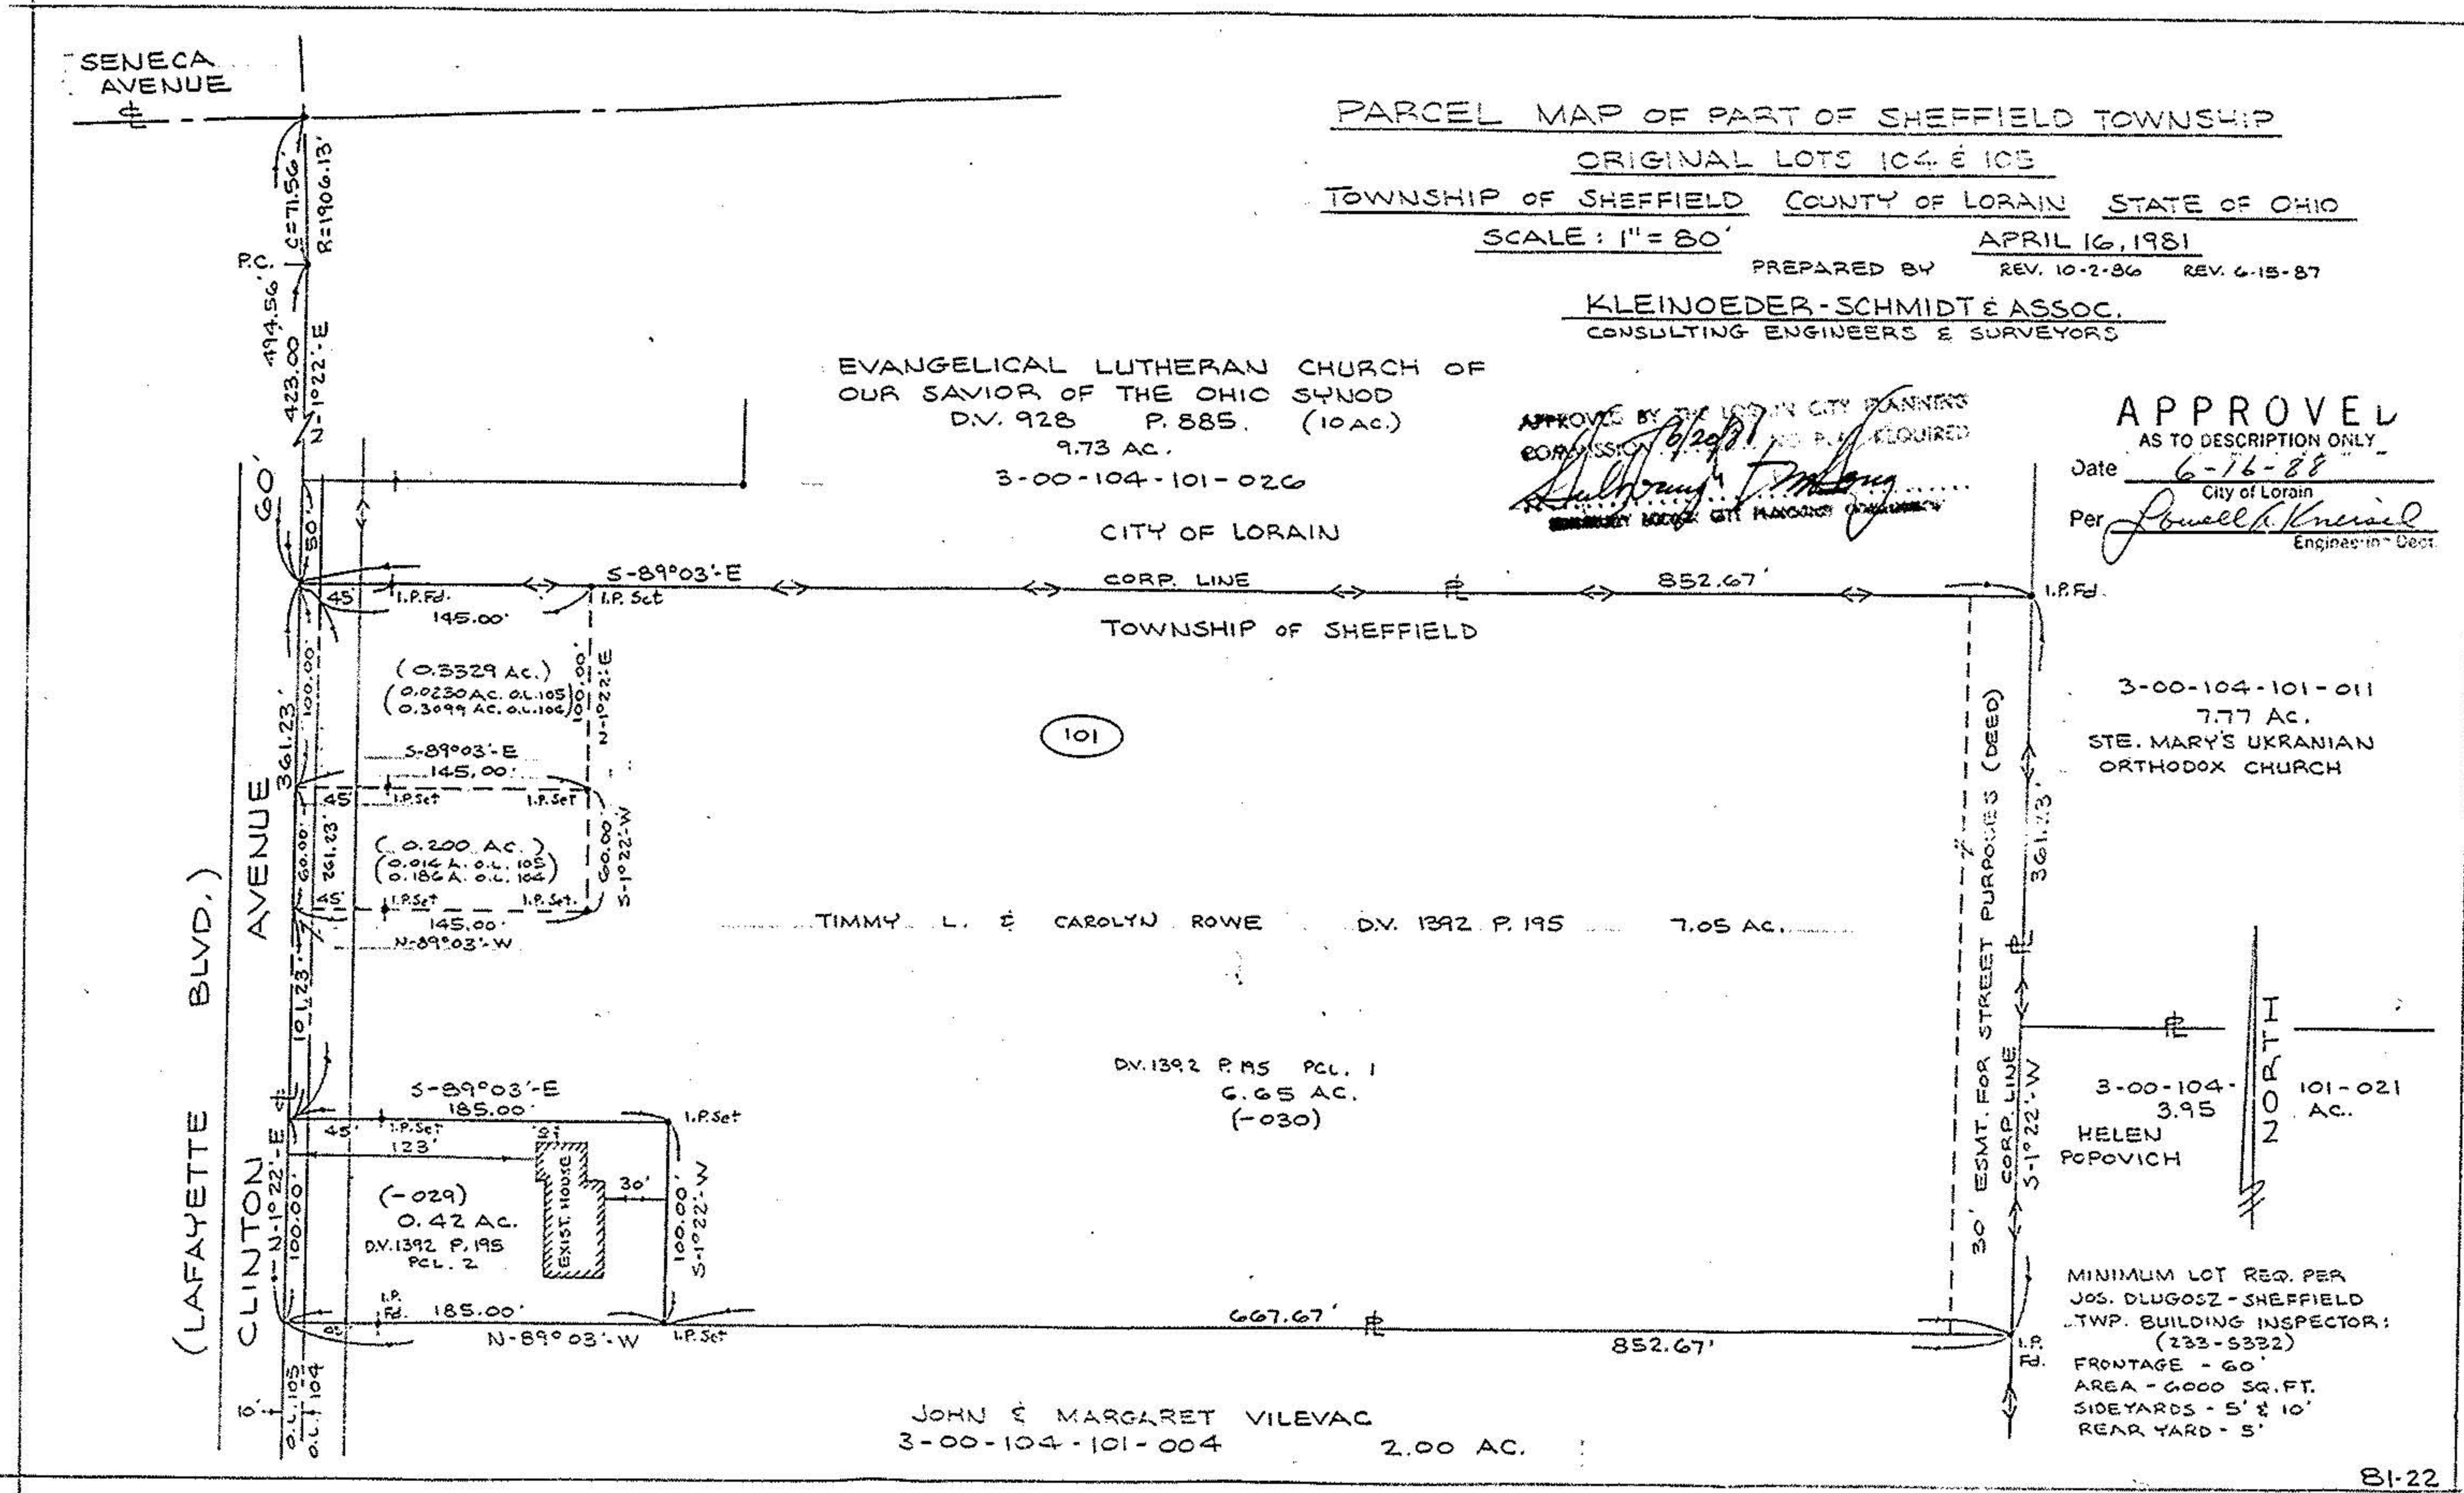 SENECA
AVENUE
PARCEL MAP OF PART OF SHEFFIELD TOWNSHIP
ORIGINAL LOTS 104 & 105
TOWNSHIP OF SHEFFIELD COUNTY OF LORAIN STATE OF OHIO
SCALE: 1" = 80' APRIL 16, 1981
PREPARED BY REV. 10-2-86 REV. 6-15-87
KLEINOEDER-SCHMIDT & ASSOC.
CONSULTING ENGINEERS & SURVEYORS
C=71.56'
R=1906.13'
P.C.
494.56'
423.00
N-1°22'-E
EVANGELICAL LUTHERAN CHURCH OF
OUR SAVIOR OF THE OHIO SYNOD
D.V. 928 P. 885. (10 AC.)
9.73 AC.
3-00-104-101-026
APPROVED BY THE LORAIN CITY PLANNING
COMMISSION NO PLAT REQUIRED
APPROVED
AS TO DESCRIPTION ONLY
Date 6-16-88
City of Lorain
Per
Engineering Dept.
60'
50'
CITY OF LORAIN
S-89°03'-E
CORP. LINE
852.67'
I.P.Fd.
45'
I.P.Fd.
I.P. Set
145.00'
TOWNSHIP OF SHEFFIELD
361.23'
100.00'
(0.3329 AC.)
(0.0230 AC. O.L.105)
(0.3099 AC. O.L.104)
100.00'
N-1°22'-E
101
3-00-104-101-011
7.77 AC.
STE. MARY'S UKRANIAN
ORTHODOX CHURCH
S-89°03'-E
145.00'
45'
I.P.Set
I.P.Set
60.00'
261.23'
(0.200 AC.)
(0.014 A. O.L. 105)
(0.186 A. O.L. 104)
60.00'
S-1°22'-W
45'
I.P.Set
I.P.Set.
145.00'
N-89°03'-W
TIMMY L. & CAROLYN ROWE D.V. 1392 P. 195 7.05 AC.
30' ESMT. FOR STREET PURPOSES (DEED)
361.23'
CORP. LINE
S-1°22'-W
101.23
(LAFAYETTE BLVD.)
CLINTON AVENUE
D.V. 1392 P. 195 PCL. 1
6.65 AC.
(-030)
3-00-104-101-021
3.95 AC.
HELEN
POPOVICH
NORTH
S-89°03'-E
185.00'
I.P.Set
45'
I.P.Set
10'
123'
N-1°22'-E
100.00'
(-029)
0.42 AC.
D.V.1392 P.195
PCL. 2
EXIST. HOUSE
30'
100.00'
S-1°22'-W
I.P.
Fd.
185.00'
N-89°03'-W
I.P.Set
667.67'
852.67'
I.P.
Fd.
MINIMUM LOT REQ. PER
JOS. DLUGOSZ - SHEFFIELD
TWP. BUILDING INSPECTOR:
(233-5332)
FRONTAGE - 60'
AREA - 6000 SQ. FT.
SIDEYARDS - 5' & 10'
REAR YARD - 5'
10'
O.L. 105
O.L. 104
JOHN & MARGARET VILEVAC
3-00-104-101-004 2.00 AC.
81-22